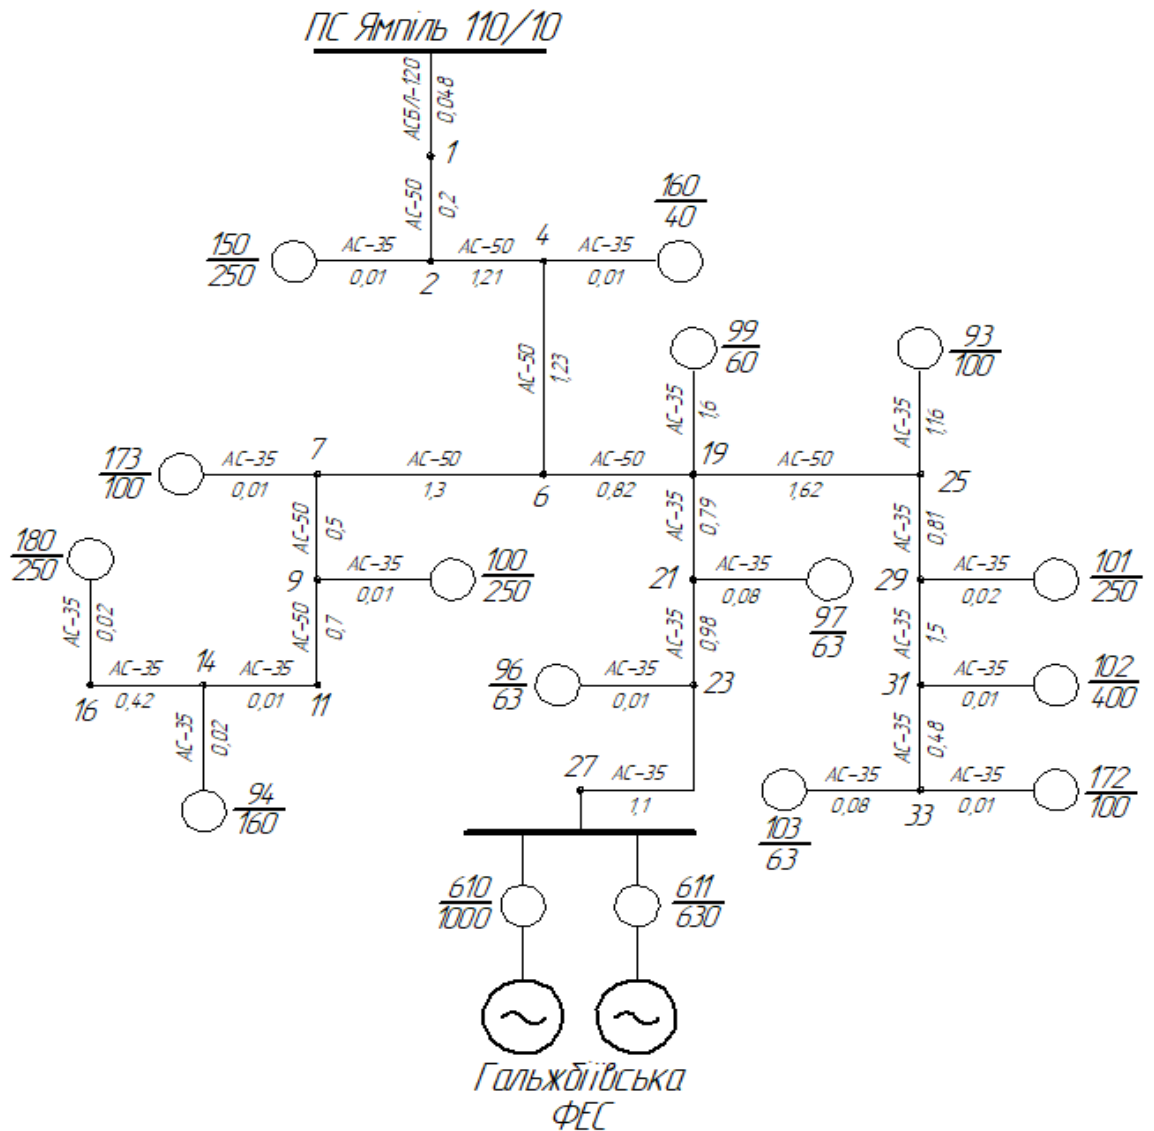 ПС Ямпіль 110/10
АСБЛ-120
0,048
1
АС-50
0,2
160
40
150
250
АС-35
0,01
2
АС-50
1,21
4
АС-35
0,01
АС-50
1,23
99
60
93
100
АС-35
1,6
АС-35
1,16
173
100
АС-35
0,01
7
АС-50
1,3
6
АС-50
0,82
19
АС-50
1,62
25
АС-50
0,5
АС-35
0,79
АС-35
0,81
180
250
9
АС-35
0,01
100
250
21
АС-35
0,08
97
63
29
АС-35
0,02
101
250
АС-35
0,02
АС-50
0,7
АС-35
0,98
АС-35
1,5
16
АС-35
0,42
14
АС-35
0,01
11
96
63
АС-35
0,01
23
31
АС-35
0,01
102
400
АС-35
0,02
АС-35
0,48
94
160
27
АС-35
1,1
103
63
АС-35
0,08
33
АС-35
0,01
172
100
610
1000
611
630
Гальжбіївська
ФЕС